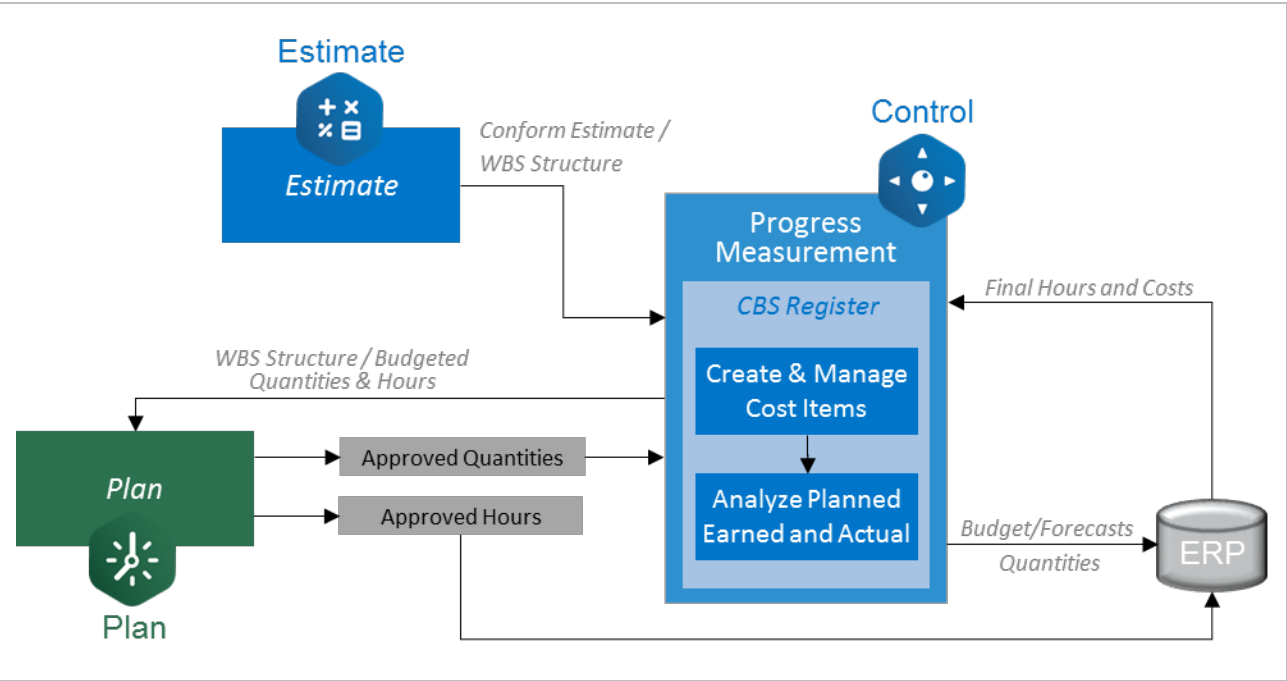 Estimate
Estimate
Conform Estimate /
WBS Structure
Control
Progress
Measurement
CBS Register
Create & Manage
Cost Items
Analyze Planned
Earned and Actual
Final Hours and Costs
WBS Structure / Budgeted
Quantities & Hours
Plan
Plan
Approved Quantities
Approved Hours
Budget/Forecasts
Quantities
ERP